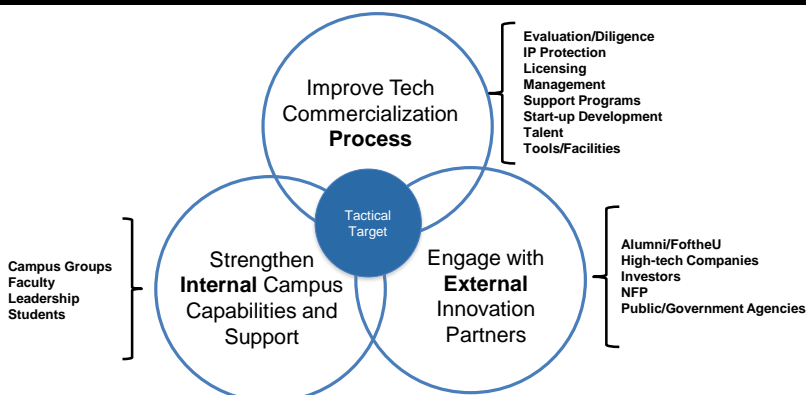 Evaluation/Diligence
IP Protection
Licensing
Management
Support Programs
Start-up Development
Talent
Tools/Facilities
Improve Tech
Commercialization
Process
Tactical
Target
Campus Groups
Faculty
Leadership
Students
Strengthen
Internal Campus
Capabilities and
Support
Engage with
External
Innovation
Partners
Alumni/FoftheU
High-tech Companies
Investors
NFP
Public/Government Agencies